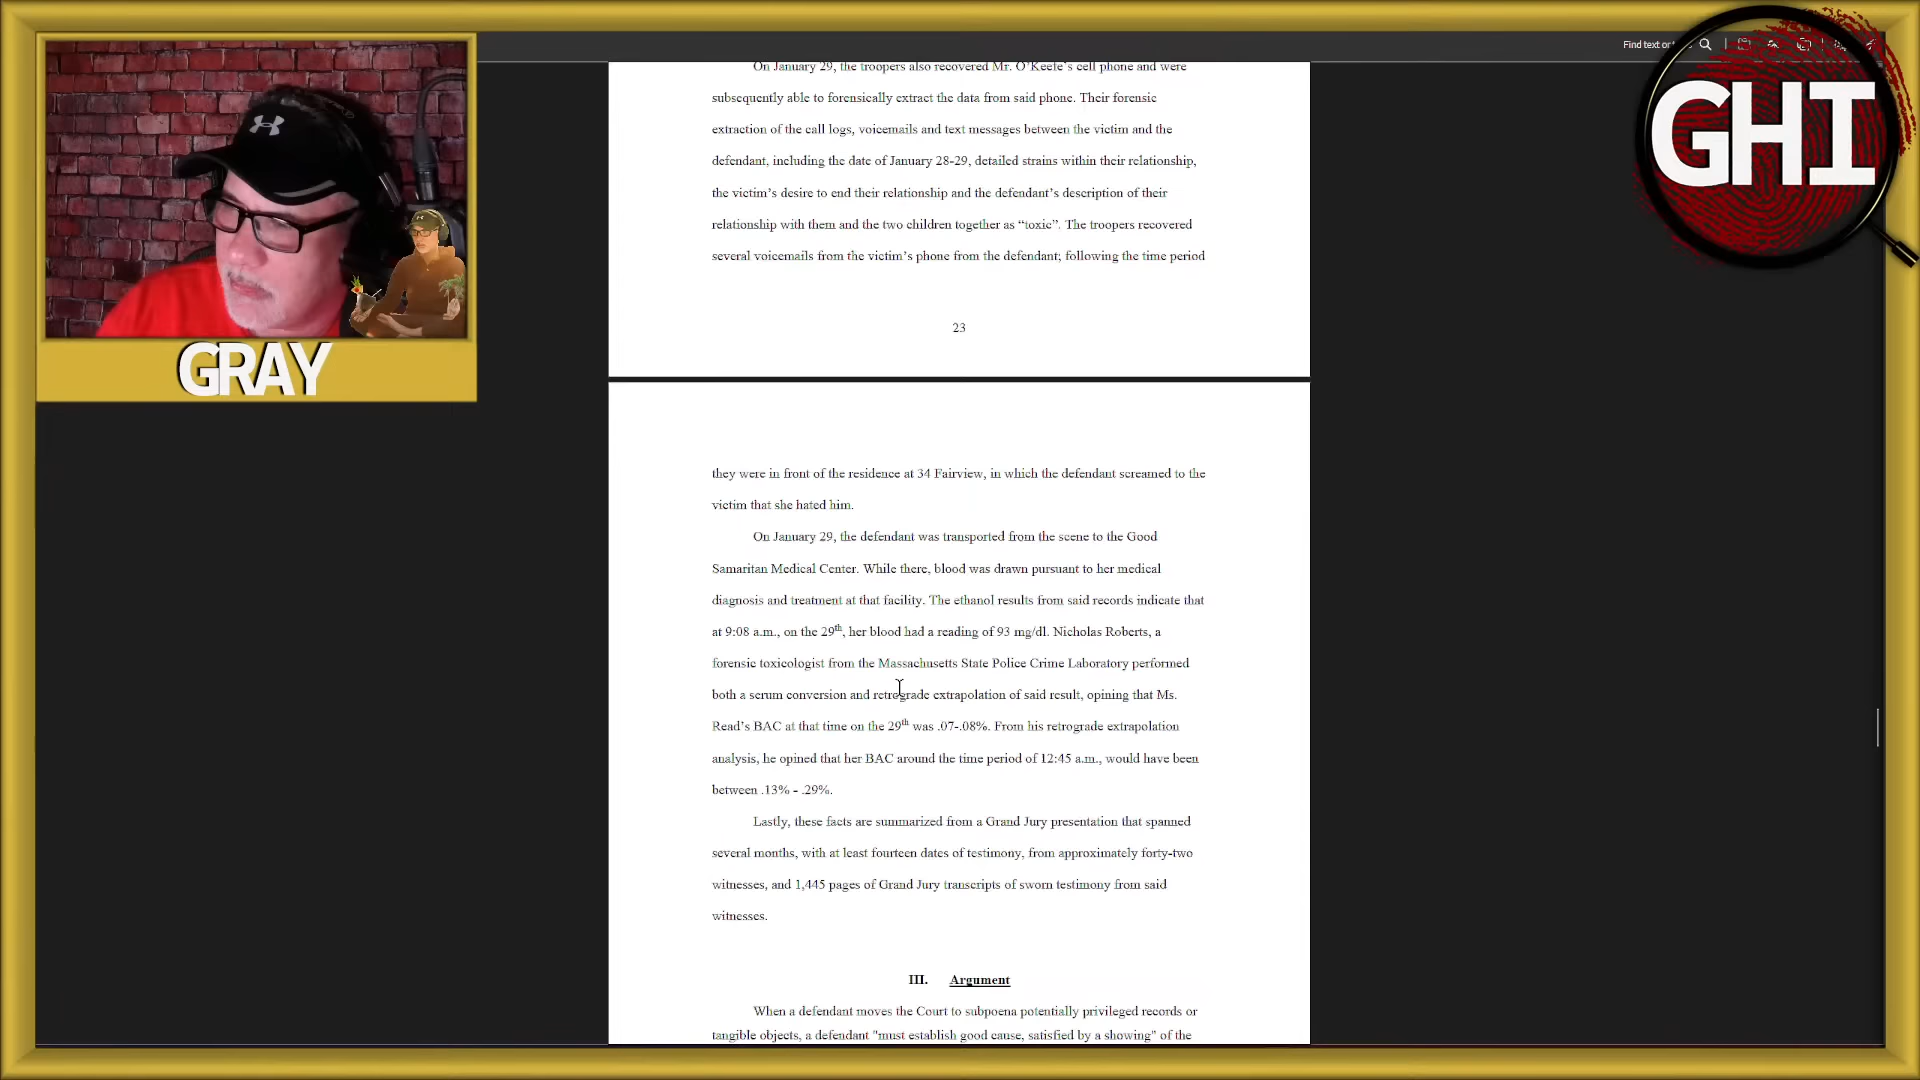 Find text or
GHI
GRAY
On January 29, the troopers also recovered Mr. O'Keefe's cell phone and were
subsequently able to forensically extract the data from said phone. Their forensic
extraction of the call logs, voicemails and text messages between the victim and the
defendant, including the date of January 28-29, detailed strains within their relationship,
the victim's desire to end their relationship and the defendant's description of their
relationship with them and the two children together as “toxic”. The troopers recovered
several voicemails from the victim's phone from the defendant; following the time period
23
they were in front of the residence at 34 Fairview, in which the defendant screamed to the
victim that she hated him.
On January 29, the defendant was transported from the scene to the Good
Samaritan Medical Center. While there, blood was drawn pursuant to her medical
diagnosis and treatment at that facility. The ethanol results from said records indicate that
at 9:08 a.m., on the 29th, her blood had a reading of 93 mg/dl. Nicholas Roberts, a
forensic toxicologist from the Massachusetts State Police Crime Laboratory performed
both a serum conversion and retrograde extrapolation of said result, opining that Ms.
Read's BAC at that time on the 29th was .07-.08%. From his retrograde extrapolation
analysis, he opined that her BAC around the time period of 12:45 a.m., would have been
between .13% - .29%.
Lastly, these facts are summarized from a Grand Jury presentation that spanned
several months, with at least fourteen dates of testimony, from approximately forty-two
witnesses, and 1,445 pages of Grand Jury transcripts of sworn testimony from said
witnesses.
III. Argument
When a defendant moves the Court to subpoena potentially privileged records or
tangible objects, a defendant "must establish good cause, satisfied by a showing" of the